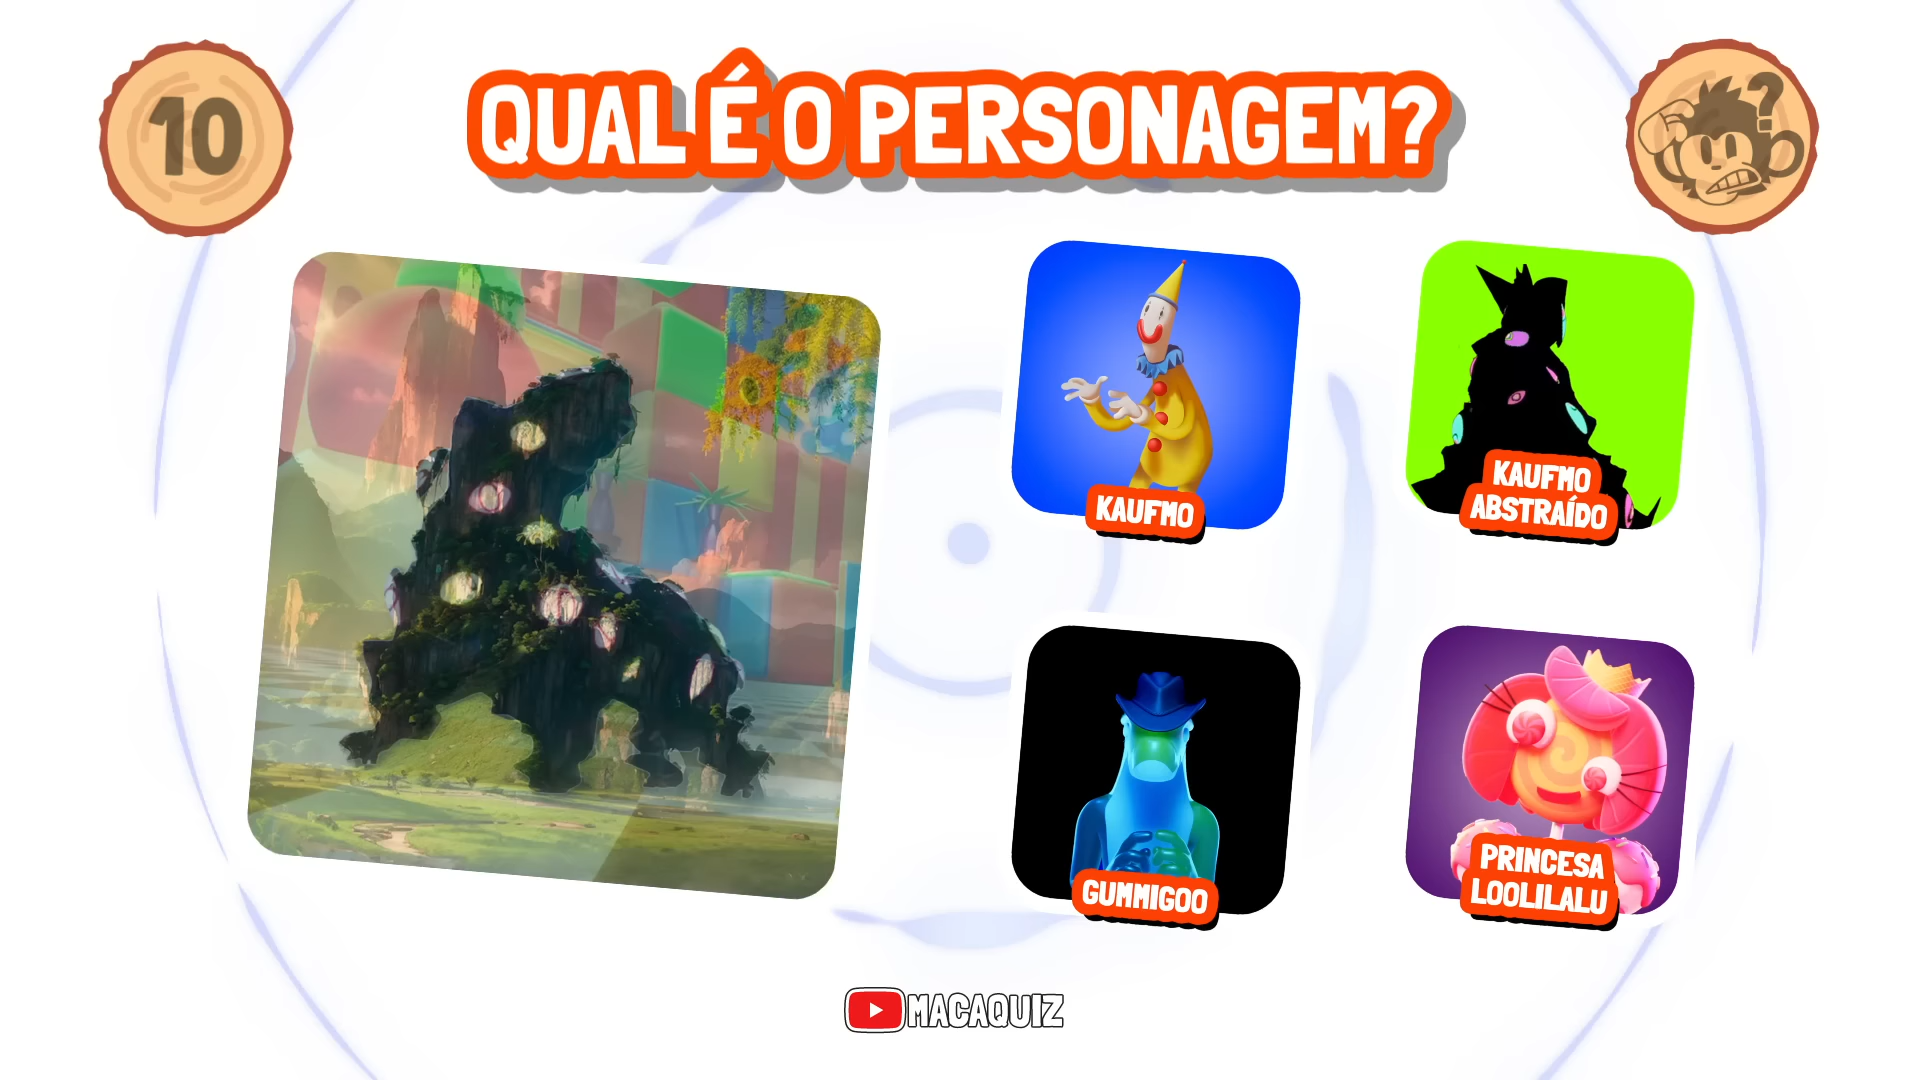 10
QUAL É O PERSONAGEM?
?
KAUFMO
KAUFMO
ABSTRAÍDO
GUMMIGOO
PRINCESA
LOOLILALU
MACAQUIZ